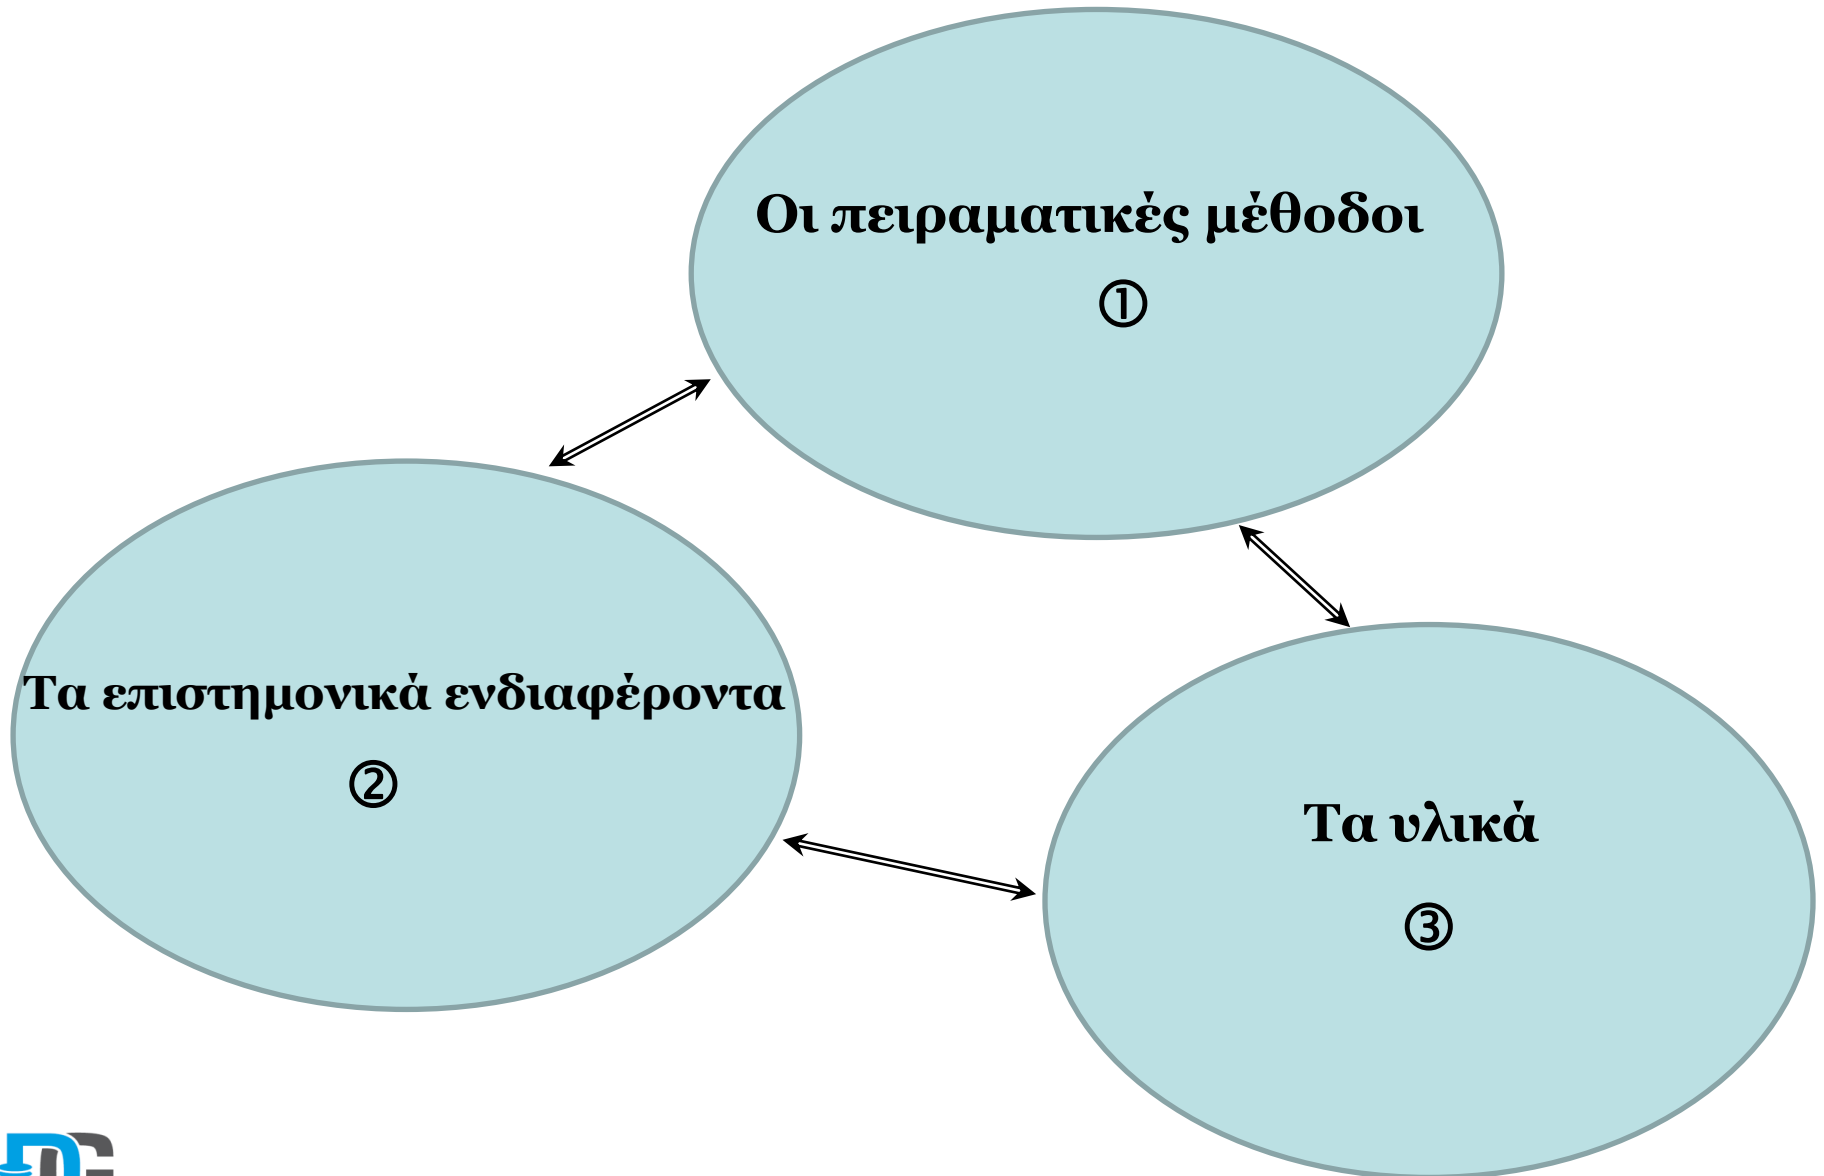 Οι πειραματικές μέθοδοι
①
Τα επιστημονικά ενδιαφέροντα
②
Τα υλικά
③